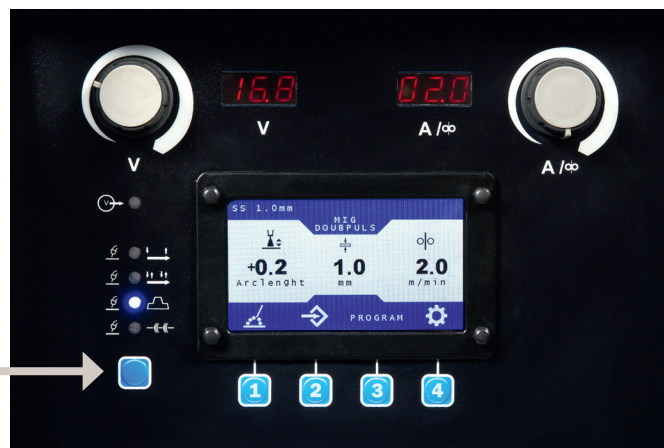 16.8
02.0
V
A /
V
A /
V
SS 1.0mm
MIG
DOUBPULS
+0.2
1.0
2.0
Arclenght
mm
m/min
PROGRAM
1
2
3
4